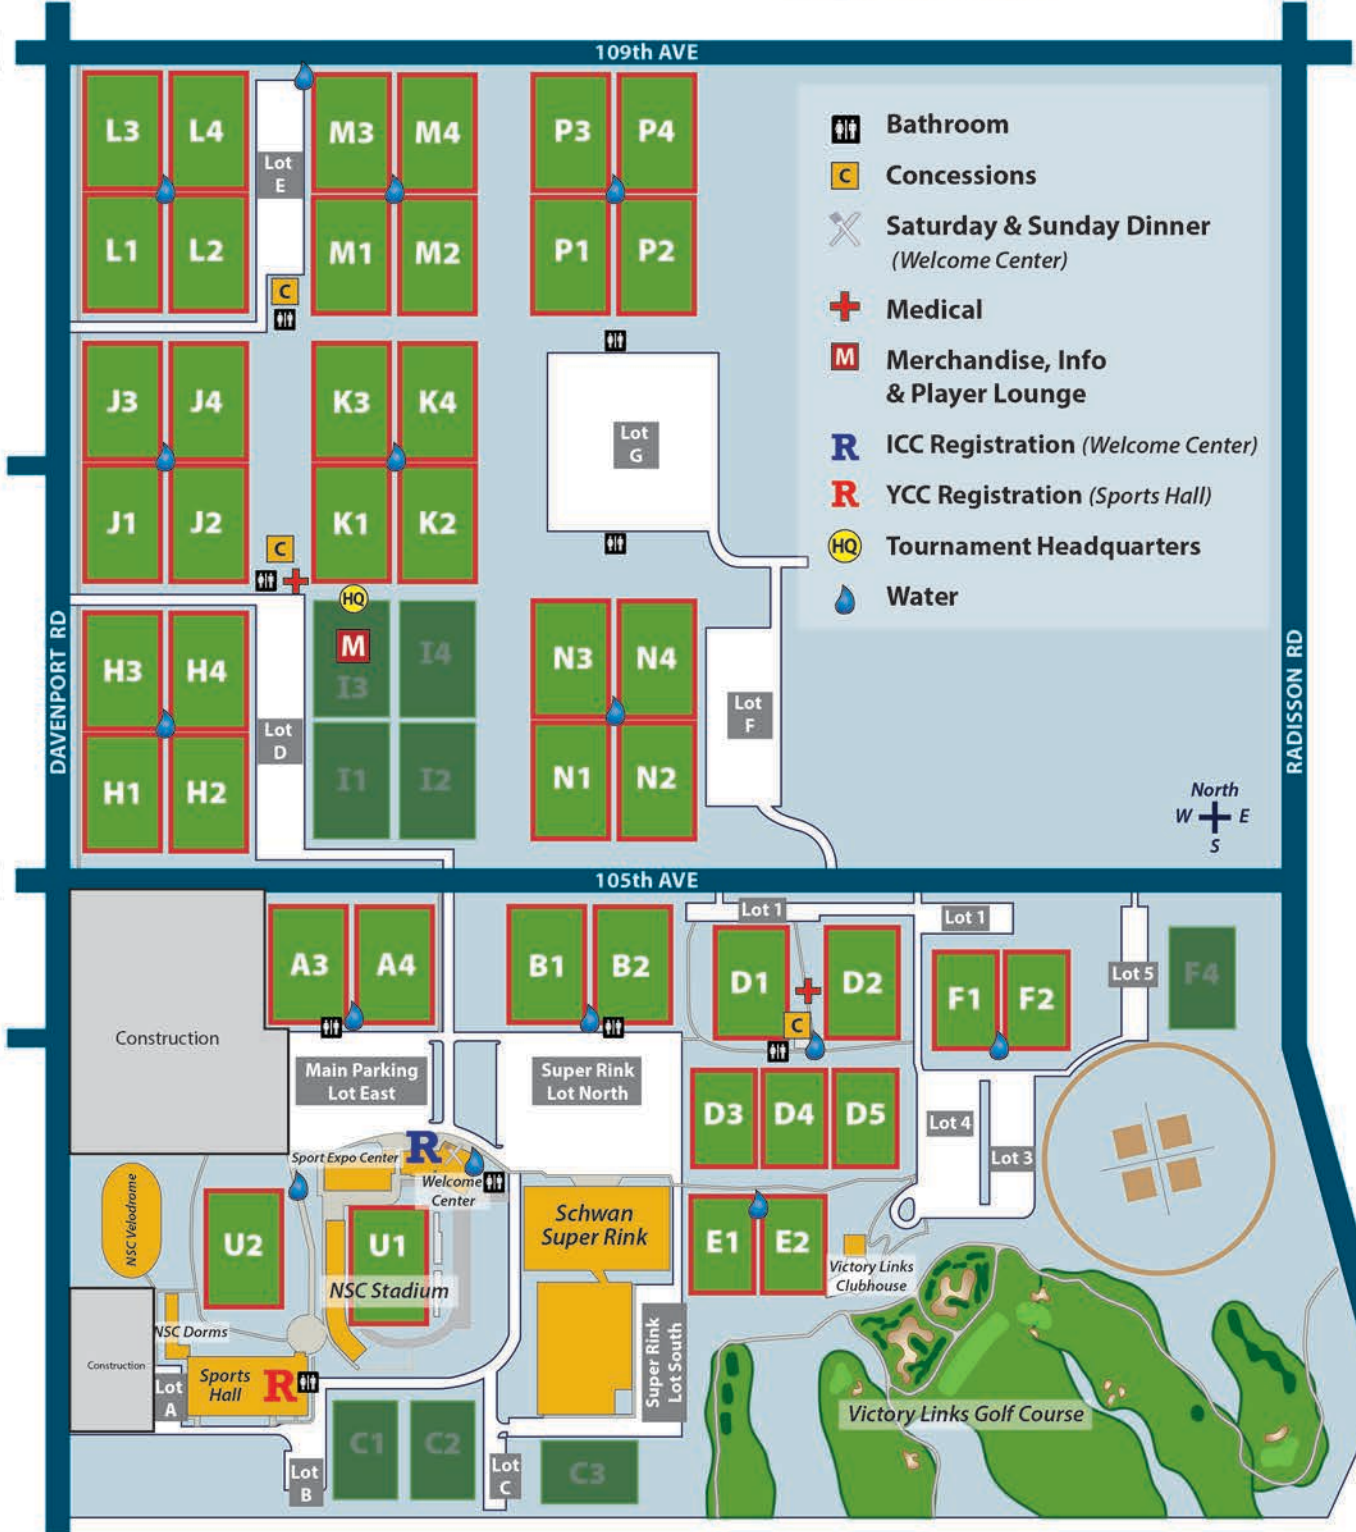 109th AVE
L3
L4
M3
M4
P3
P4
Lot
E
L1
L2
M1
M2
P1
P2
C
Bathroom
C
Concessions
Saturday & Sunday Dinner
(Welcome Center)
Medical
M
Merchandise, Info
& Player Lounge
R
ICC Registration (Welcome Center)
R
YCC Registration (Sports Hall)
HQ
Tournament Headquarters
Water
J3
J4
K3
K4
Lot
G
J1
J2
K1
K2
C
HQ
DAVENPORT RD
RADISSON RD
H3
H4
M
I3
I4
N3
N4
Lot
D
Lot
F
H1
H2
I1
I2
N1
N2
North
W
E
S
105th AVE
Lot 1
Lot 1
A3
A4
B1
B2
D1
D2
F1
F2
Lot 5
F4
C
Construction
Main Parking
Lot East
Super Rink
Lot North
D3
D4
D5
Lot 4
Lot 3
Sport Expo Center
R
Welcome
Center
NSC Velodrome
U2
U1
NSC Stadium
Schwan
Super Rink
E1
E2
Victory Links
Clubhouse
NSC Dorms
Construction
Sports
Hall
R
Lot
A
Super Rink
Lot South
Victory Links Golf Course
C1
C2
C3
Lot
B
Lot
C